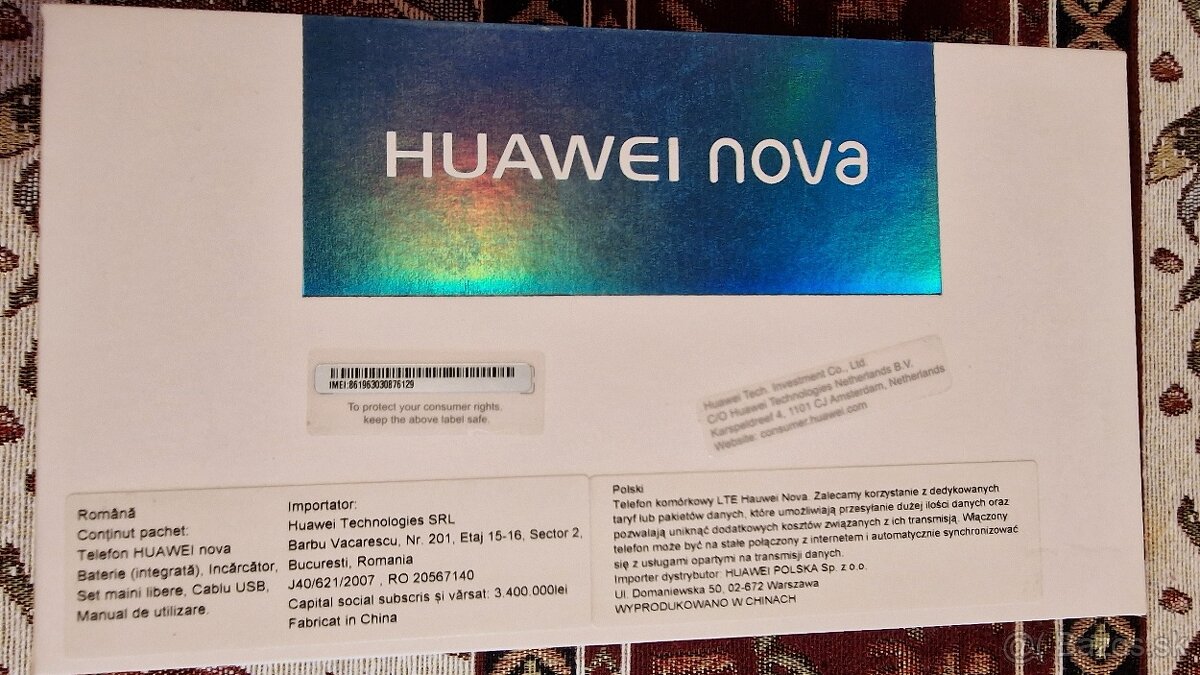 HUAWEI nova
IMEI:861963030876129
To protect your consumer rights,
keep the above label safe.
Huawei Tech. Investment Co., Ltd.
C/O Huawei Technologies Netherlands B.V.
Karspeldreef 4, 1101 CJ Amsterdam, Netherlands
Website: consumer.huawei.com
Română
Conținut pachet:
Telefon HUAWEI nova
Baterie (integrată), Incărcător,
Set maini libere, Cablu USB,
Manual de utilizare.
Importator:
Huawei Technologies SRL
Barbu Vacarescu, Nr. 201, Etaj 15-16, Sector 2,
Bucuresti, Romania
J40/621/2007 , RO 20567140
Capital social subscris și vărsat: 3.400.000lei
Fabricat in China
Polski
Telefon komórkowy LTE Hauwei Nova. Zalecamy korzystanie z dedykowanych
taryf lub pakietów danych, które umożliwiają przesyłanie dużej ilości danych oraz
pozwalają uniknąć dodatkowych kosztów związanych z ich transmisją. Włączony
telefon może być na stałe połączony z internetem i automatycznie synchronizować
się z usługami opartymi na transmisji danych.
Importer dystrybutor: HUAWEI POLSKA Sp. z o.o.
Ul. Domaniewska 50, 02-672 Warszawa
WYPRODUKOWANO W CHINACH
Bazos.sk